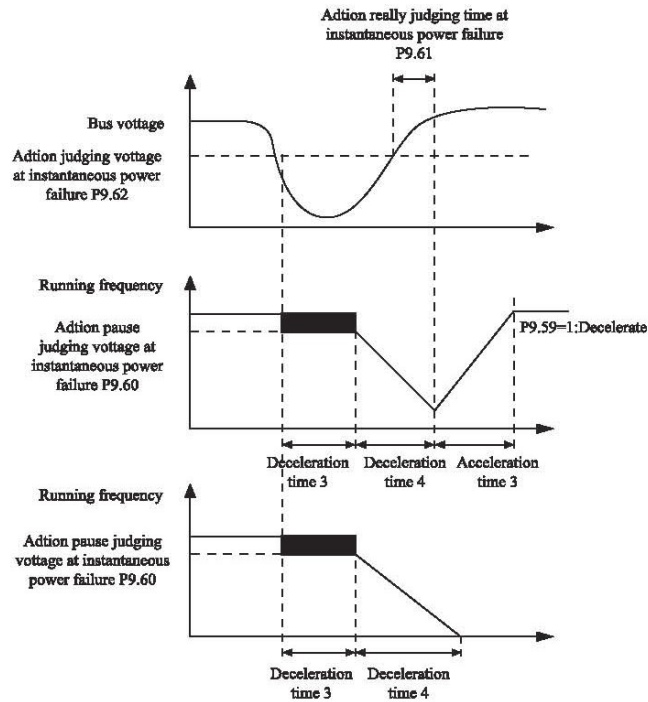 Adtion really judging time at
instantaneous power failure
P9.61
Bus vottage
Adtion judging vottage
at instantaneous power
failure P9.62
Running frequency
Adtion pause
judging vottage at
instantaneous power
failure P9.60
P9.59=1:Decelerate
Deceleration
time 3
Deceleration
time 4
Acceleration
time 3
Running frequency
Adtion pause judging
vottage at instantaneous
power failure P9.60
Deceleration
time 3
Deceleration
time 4